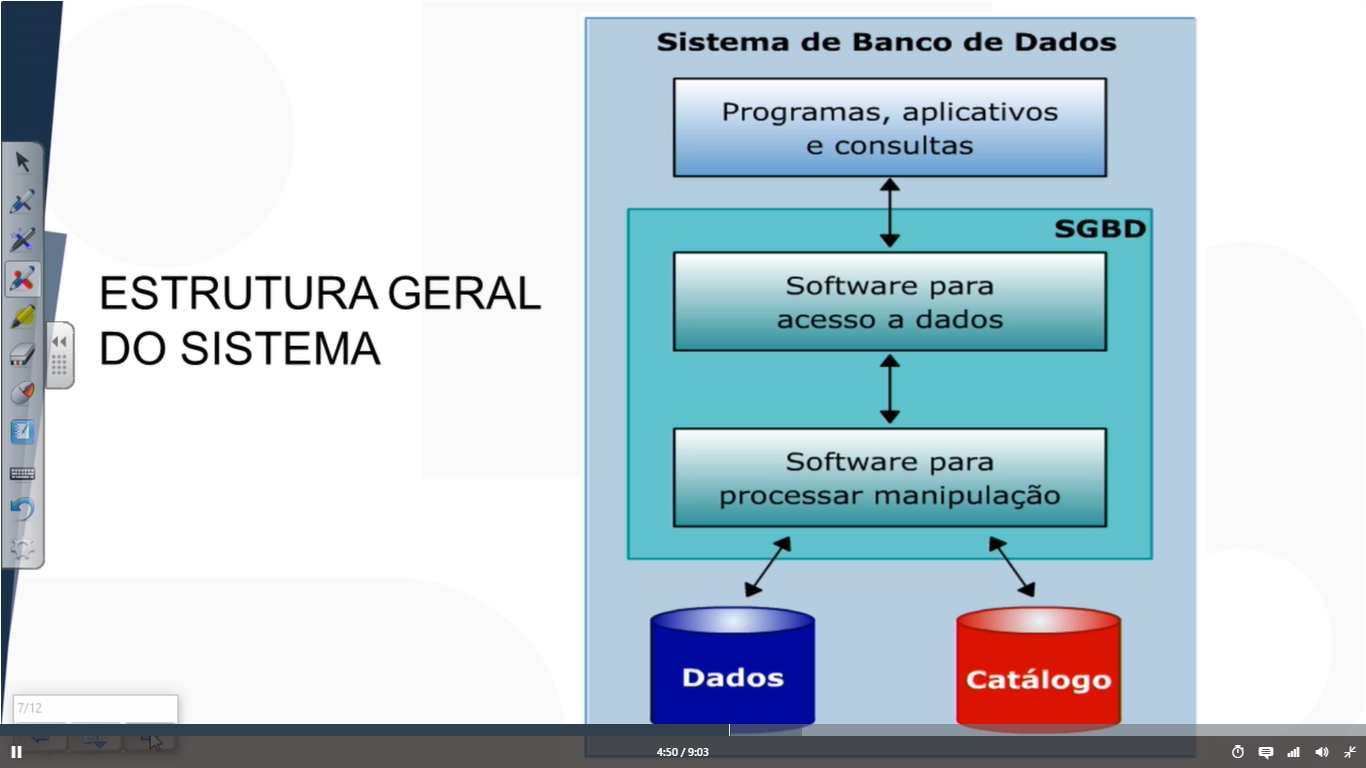 ESTRUTURA GERAL
DO SISTEMA
Sistema de Banco de Dados
Programas, aplicativos
e consultas
SGBD
Software para
acesso a dados
Software para
processar manipulação
Dados
Catálogo
7/12
4:50 / 9:03